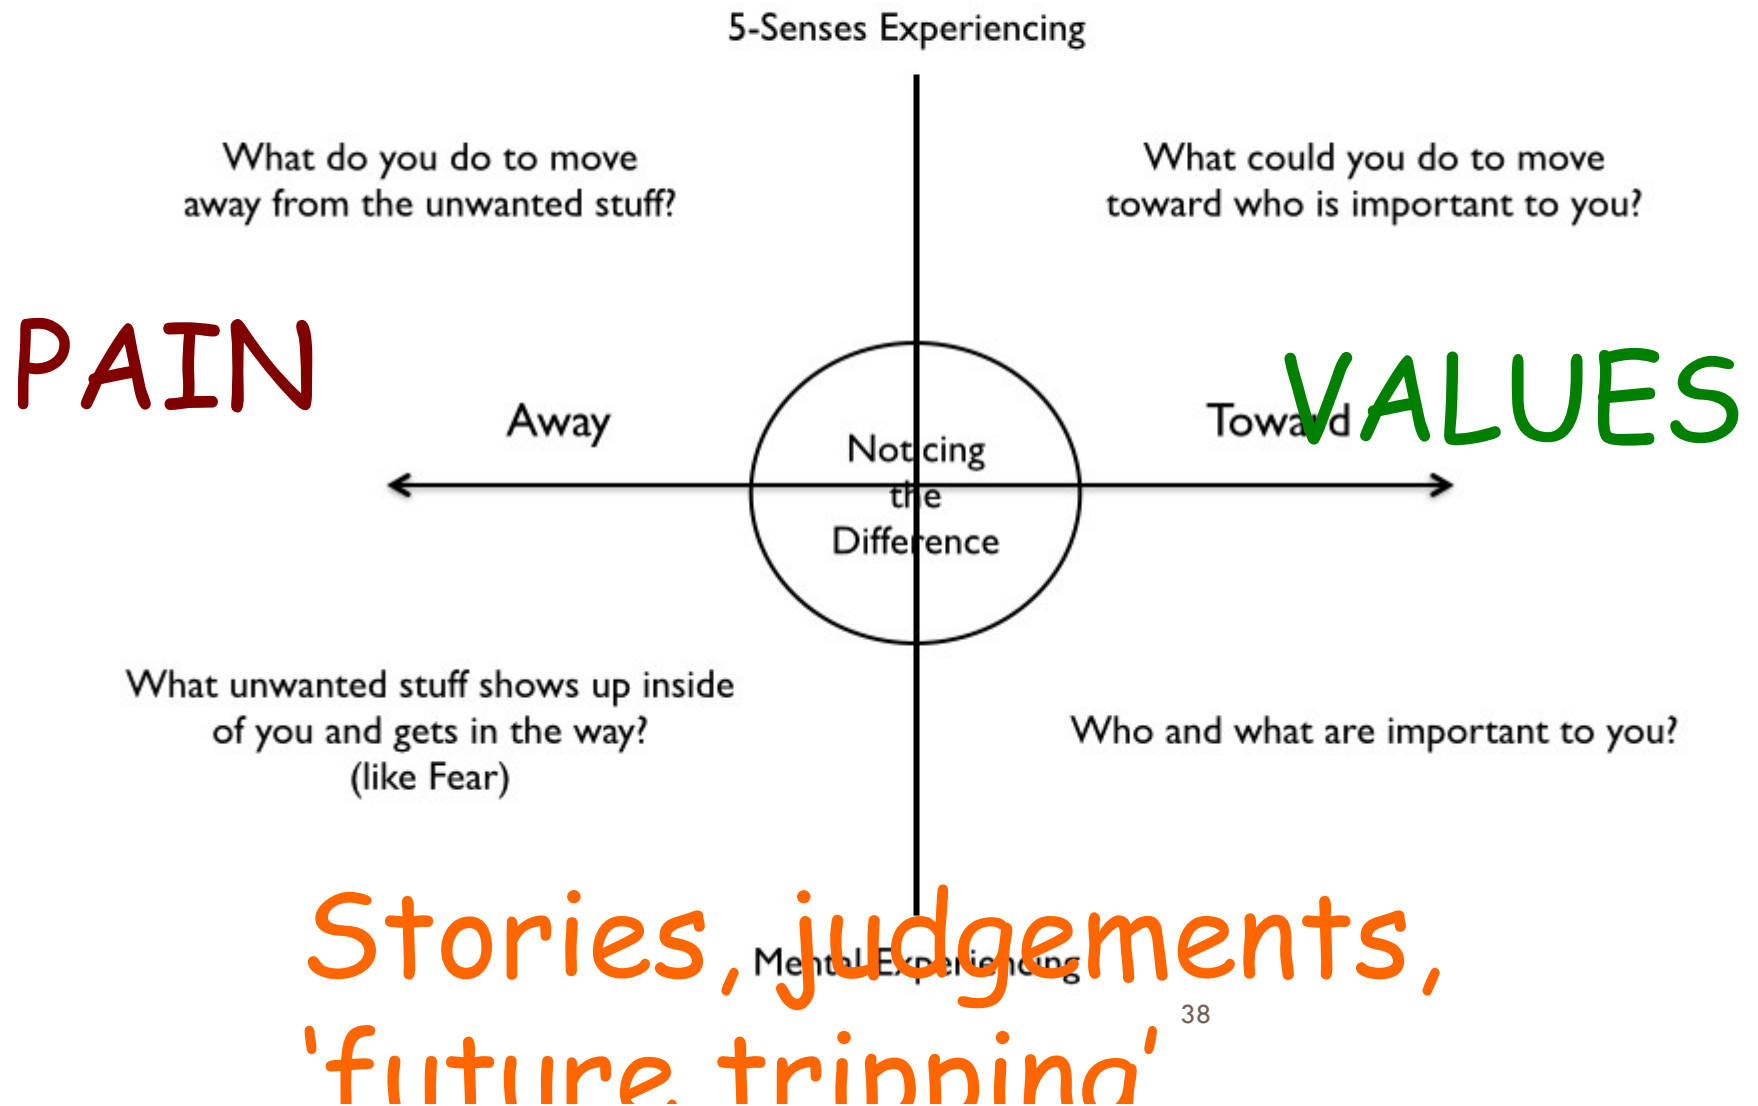 5-Senses Experiencing
What do you do to move
away from the unwanted stuff?
What could you do to move
toward who is important to you?
PAIN
VALUES
Away
Toward
Noticing
the
Difference
What unwanted stuff shows up inside
of you and gets in the way?
(like Fear)
Who and what are important to you?
Stories, judgements,
Mental Experiencing
38
'future tripping'